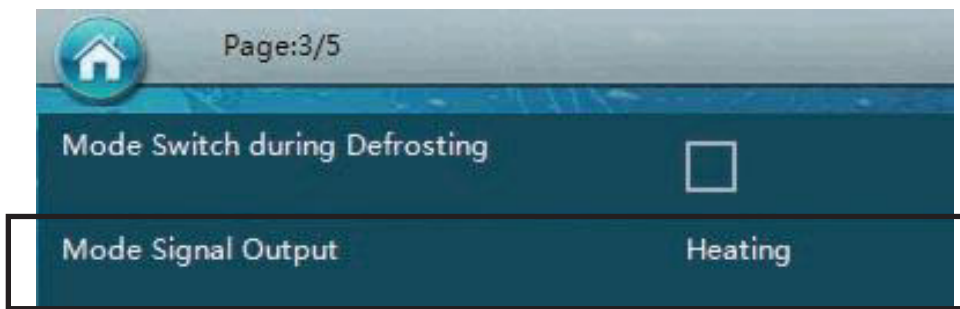 Page:3/5
Mode Switch during Defrosting
Mode Signal Output Heating